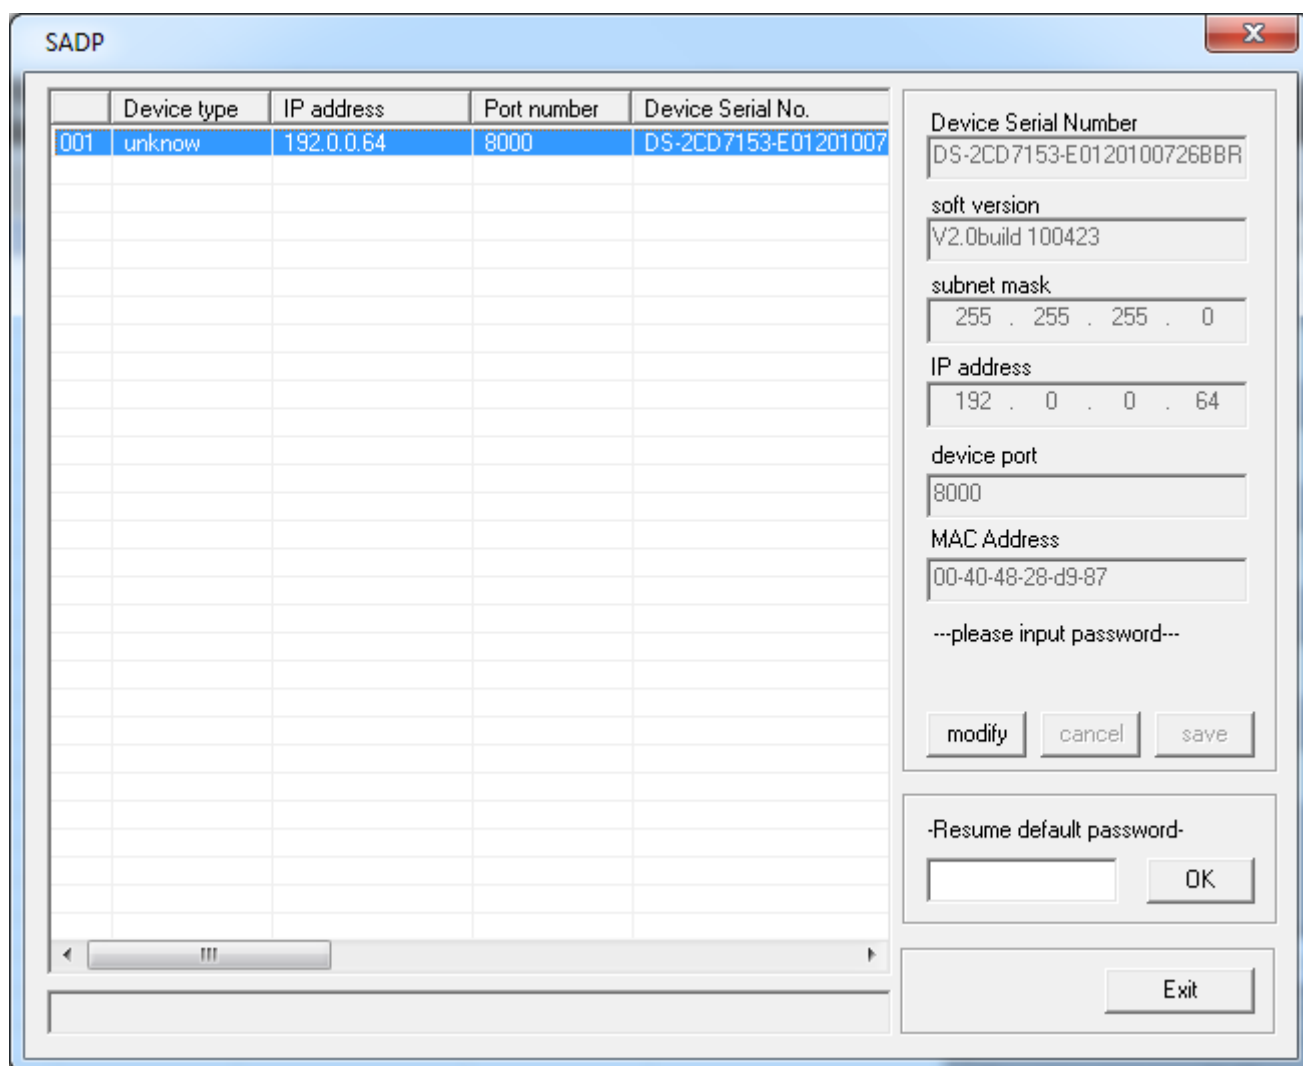 SADP
Device type IP address Port number Device Serial No.
001 unknow 192.0.0.64 8000 DS-2CD7153-E01201007
Device Serial Number
DS-2CD7153-E0120100726BBR
soft version
V2.0build 100423
subnet mask
255 . 255 . 255 . 0
IP address
192 . 0 . 0 . 64
device port
8000
MAC Address
00-40-48-28-d9-87
---please input password---
modify cancel save
-Resume default password-
OK
Exit